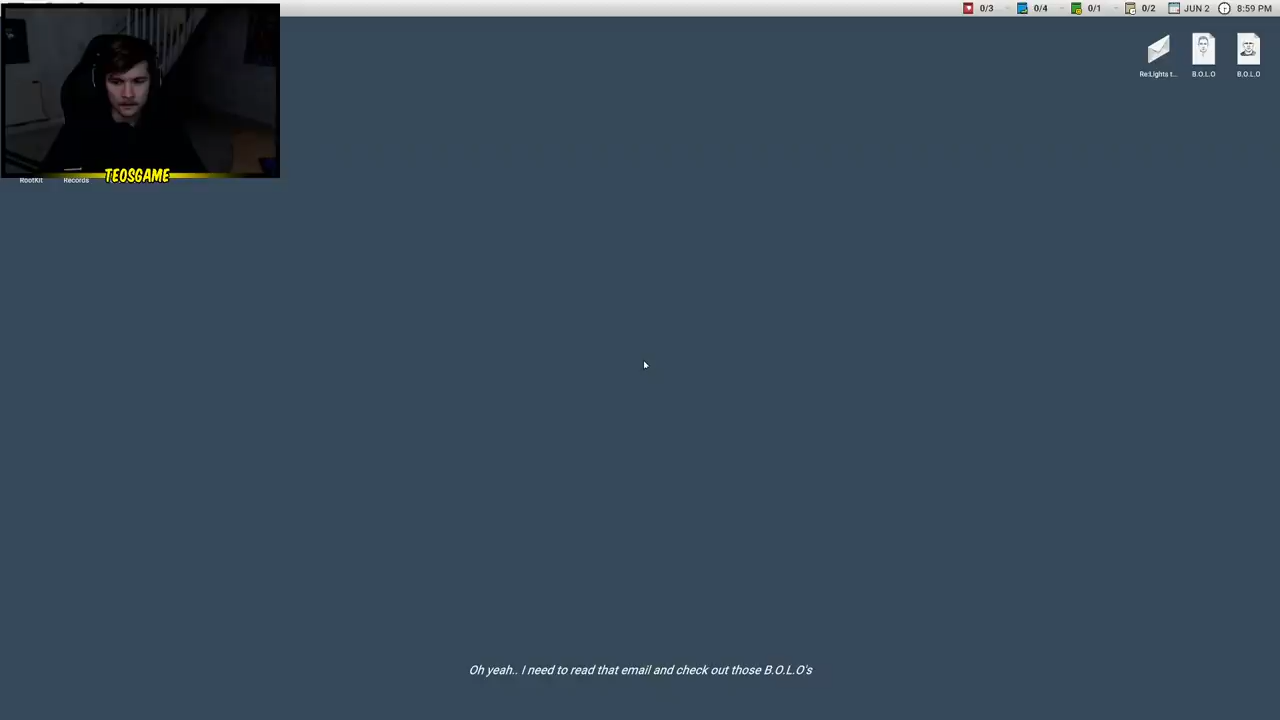 0/3
0/4
0/1
0/2
JUN 2
8:59 PM
Re:Lights t...
B.O.L.O
B.O.L.O
RootKit
Records
TEOSGAME
Oh yeah.. I need to read that email and check out those B.O.L.O's